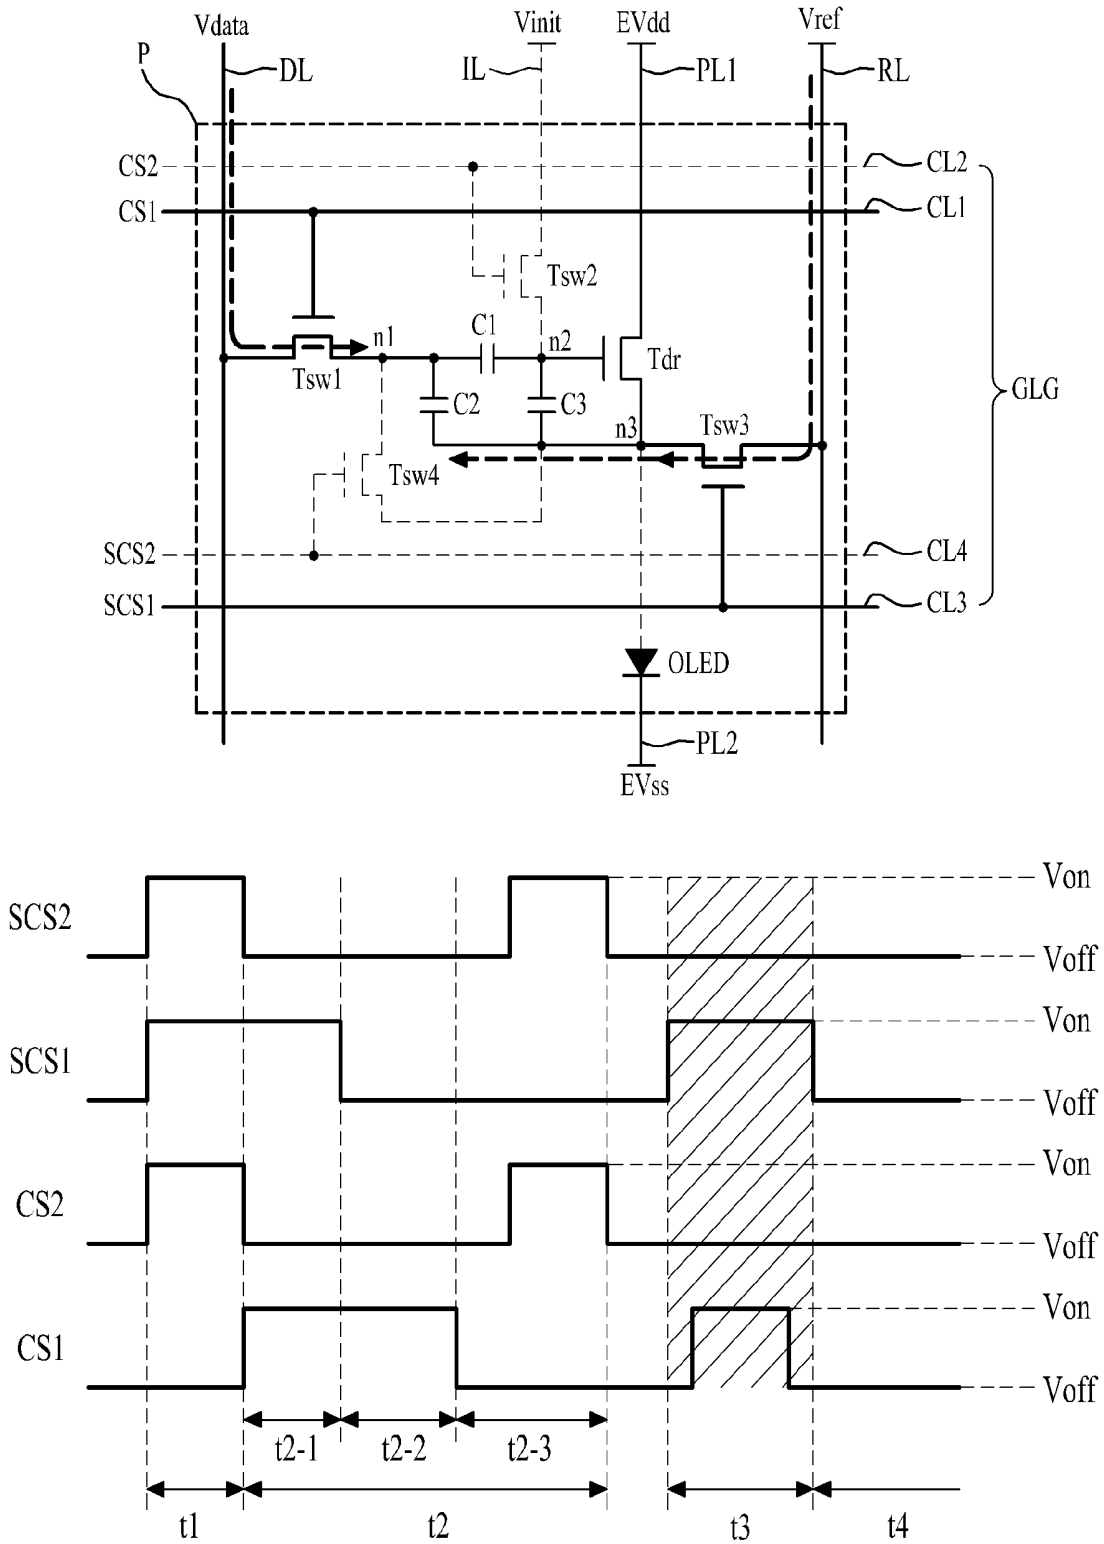 Vdata Vinit EVdd Vref
P DL IL PL1 RL
CS2 CL2
CS1 CL1
Tsw2
n1 C1 n2
Tsw1 Tdr
C2 C3 GLG
n3 Tsw3
Tsw4
SCS2 CL4
SCS1 CL3
OLED
PL2
EVss
Von
SCS2
Voff
Von
SCS1
Voff
Von
CS2
Voff
Von
CS1
Voff
t2-1 t2-2 t2-3
t1 t2 t3 t4